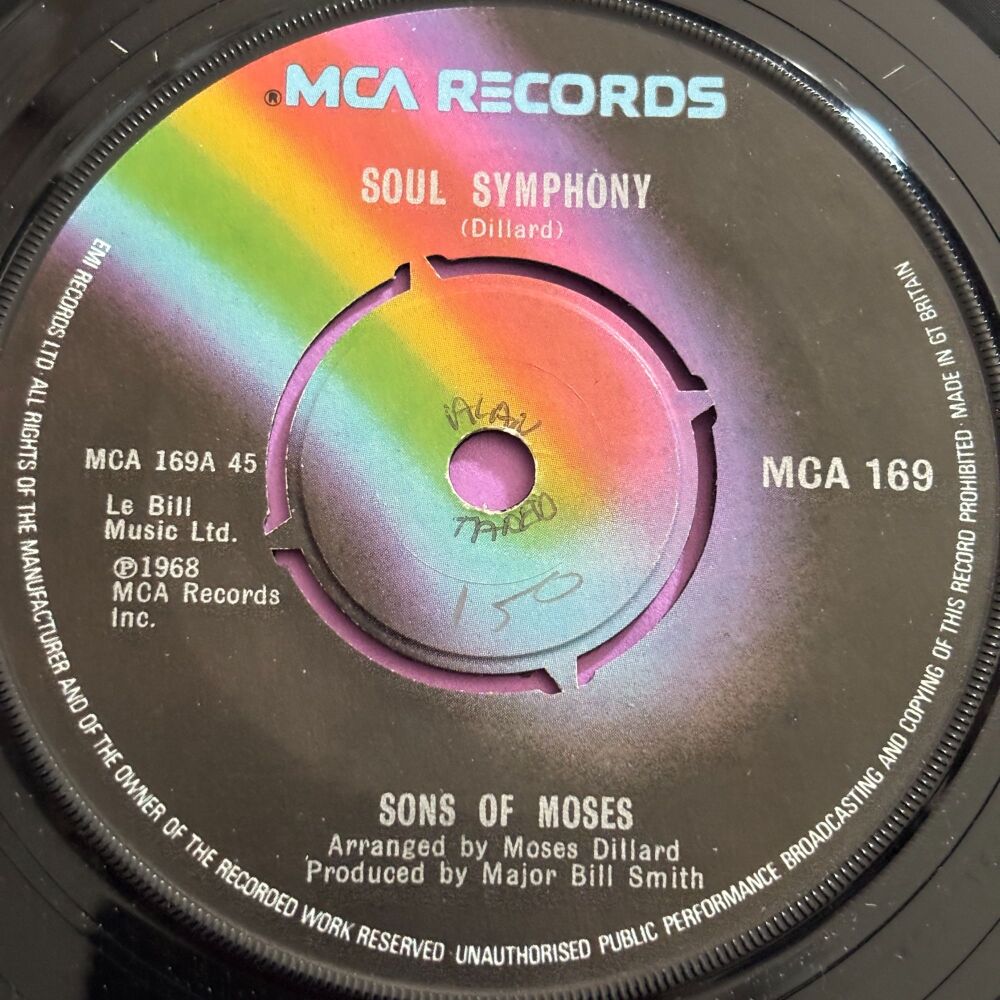 ® MCA RECORDS
SOUL SYMPHONY
(Dillard)
MCA 169A 45
Le Bill
Music Ltd.
℗1968
MCA Records
Inc.
MCA 169
ALAN
150
SONS OF MOSES
Arranged by Moses Dillard
Produced by Major Bill Smith
EMI RECORDS LTD. ALL RIGHTS OF THE MANUFACTURER AND OF THE OWNER OF THE RECORDED WORK RESERVED · UNAUTHORISED PUBLIC PERFORMANCE BROADCASTING AND COPYING OF THIS RECORD PROHIBITED · MADE IN GT BRITAIN